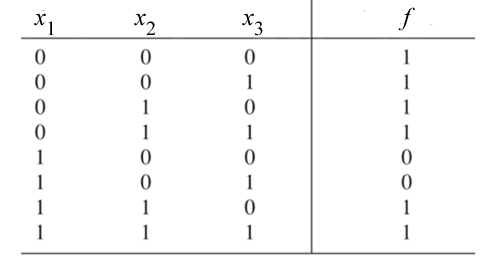 x₁ x₂ x₃ f
0 0 0 1
0 0 1 1
0 1 0 1
0 1 1 1
1 0 0 0
1 0 1 0
1 1 0 1
1 1 1 1